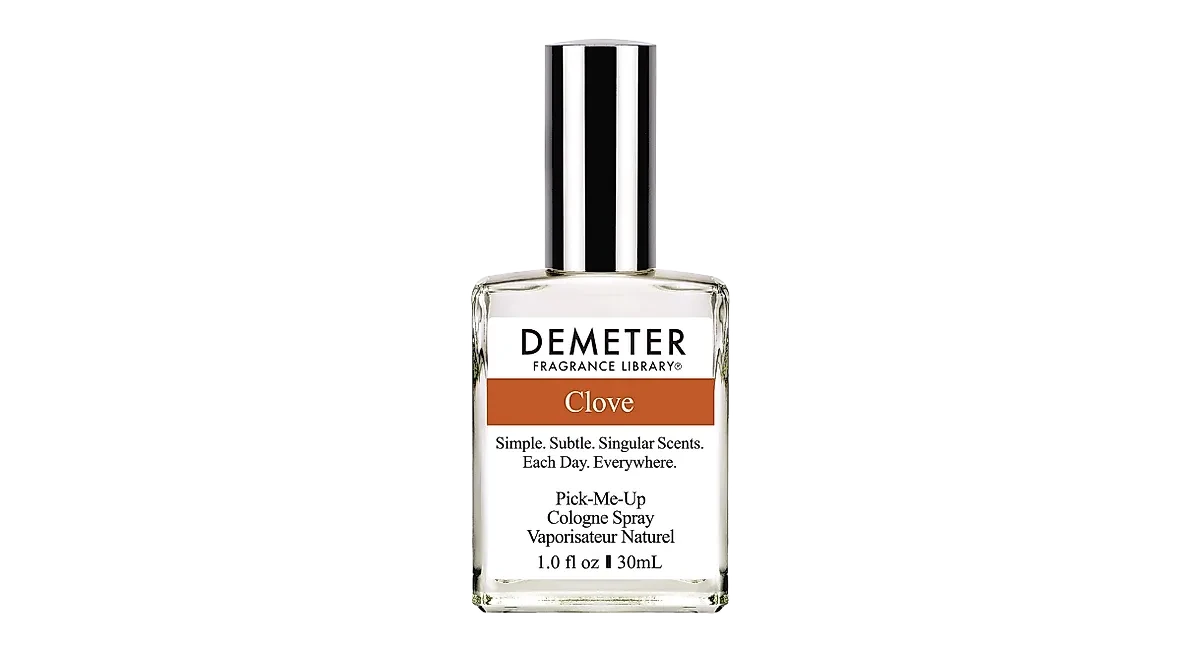 DEMETER
FRAGRANCE LIBRARY®
Clove
Simple. Subtle. Singular Scents.
Each Day. Everywhere.
Pick-Me-Up
Cologne Spray
Vaporisateur Naturel
1.0 fl oz ▮ 30mL